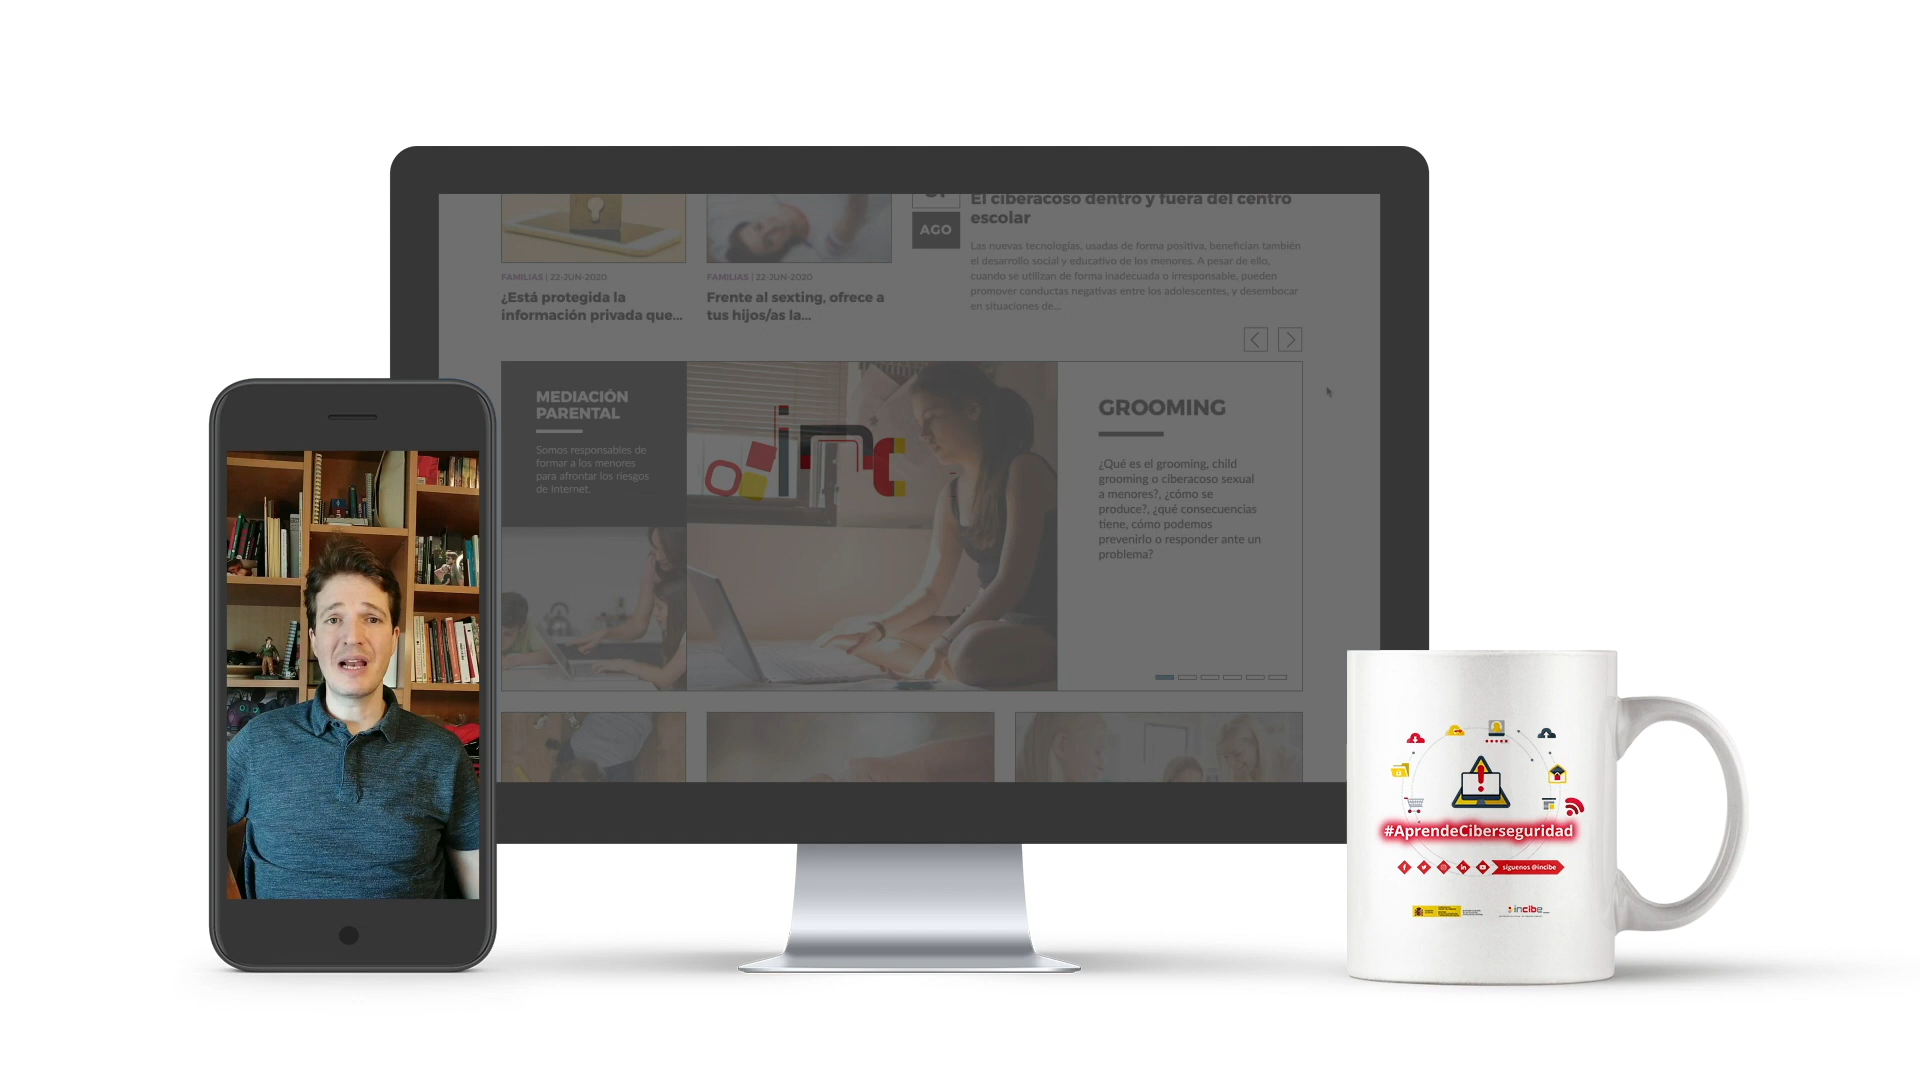 El ciberacoso dentro y fuera del centro
escolar
AGO
Las nuevas tecnologías, usadas de forma positiva, benefician también
el desarrollo social y educativo de los menores. A pesar de ello,
cuando se utilizan de forma inadecuada o irresponsable, pueden
promover conductas negativas entre los adolescentes, y desembocar
en situaciones de...
FAMILIAS | 22-JUN-2020
¿Está protegida la
información privada que...
FAMILIAS | 22-JUN-2020
Frente al sexting, ofrece a
tus hijos/as la...
MEDIACIÓN
PARENTAL
Somos responsables de
formar a los menores
para afrontar los riesgos
de Internet.
GROOMING
¿Qué es el grooming, child
grooming o ciberacoso sexual
a menores?, ¿cómo se
produce?, ¿qué consecuencias
tiene, cómo podemos
prevenirlo o responder ante un
problema?
#AprendeCiberseguridad
síguenos @incibe
incibe